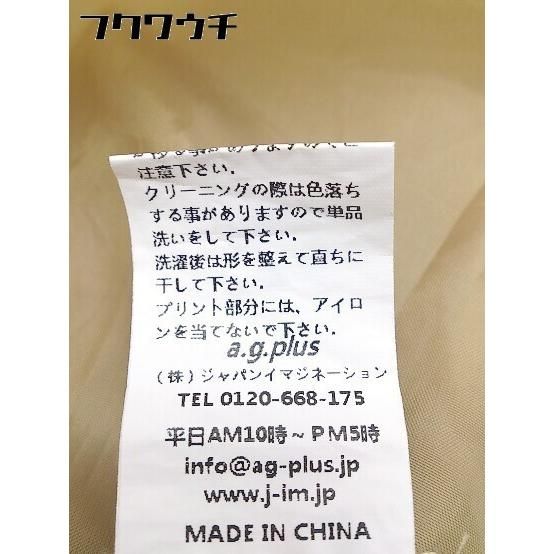 フクワウチ
注意下さい.
クリーニングの際は色落ち
する事がありますので単品
洗いをして下さい.
洗濯後は形を整えて直ちに
干して下さい.
プリント部分には、アイロ
ンを当てないで下さい.
a.g.plus
（株）ジャパンイマジネーション
TEL 0120-668-175
平日AM10時～PM5時
info@ag-plus.jp
www.j-im.jp
MADE IN CHINA